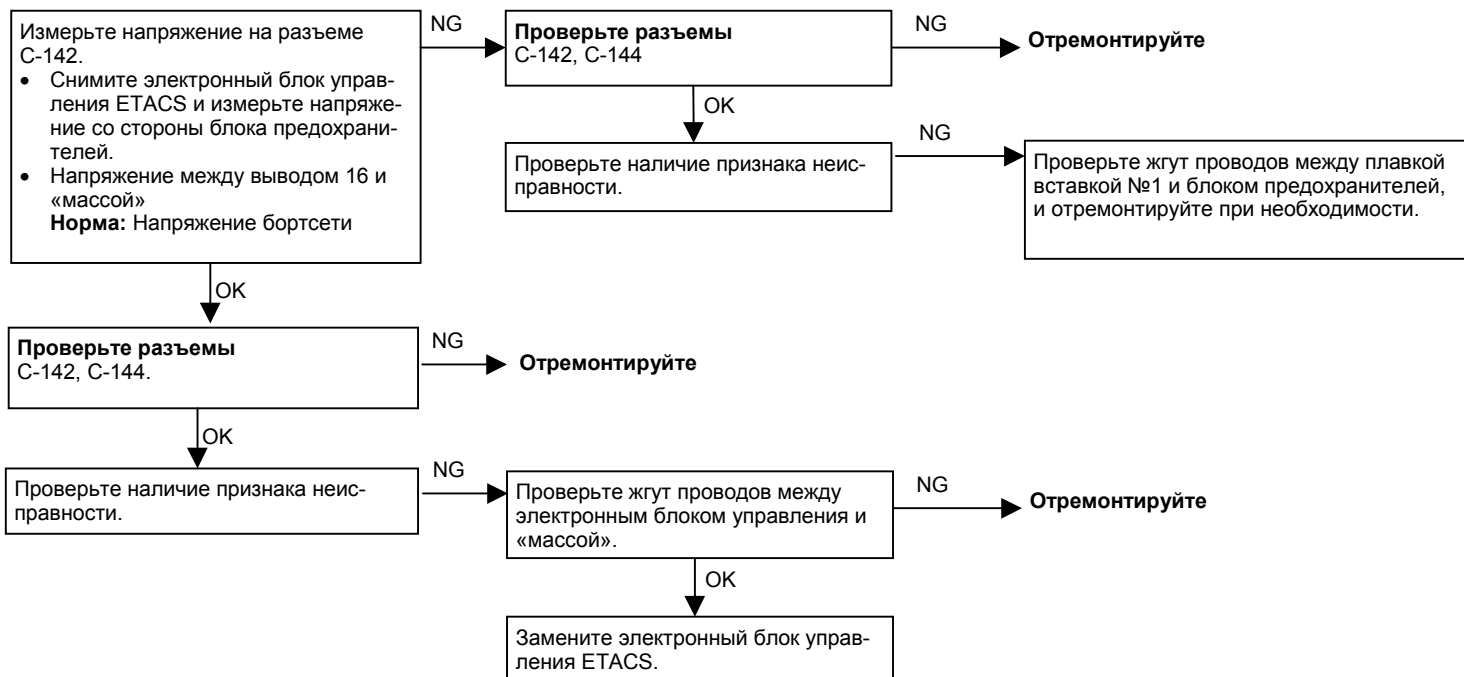 Измерьте напряжение на разъеме
С-142.
• Снимите электронный блок управ-
ления ETACS и измерьте напряже-
ние со стороны блока предохрани-
телей.
• Напряжение между выводом 16 и
«массой»
Норма: Напряжение бортсети
NG
Проверьте разъемы
С-142, С-144
NG
Отремонтируйте
OK
Проверьте наличие признака неис-
правности.
NG
Проверьте жгут проводов между плавкой
вставкой №1 и блоком предохранителей,
и отремонтируйте при необходимости.
OK
Проверьте разъемы
С-142, С-144.
NG
Отремонтируйте
OK
Проверьте наличие признака неис-
правности.
NG
Проверьте жгут проводов между
электронным блоком управления и
«массой».
NG
Отремонтируйте
OK
Замените электронный блок управ-
ления ETACS.